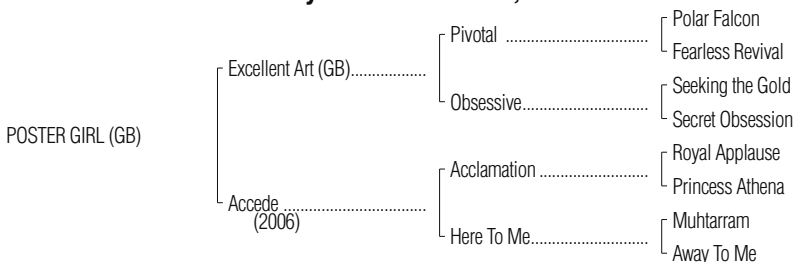 Polar Falcon
Pivotal ................................
Fearless Revival
Excellent Art (GB)..................
Seeking the Gold
Obsessive............................
Secret Obsession
POSTER GIRL (GB)
Royal Applause
Acclamation .........................
Princess Athena
Accede .................................
(2006)
Muhtarram
Here To Me...........................
Away To Me